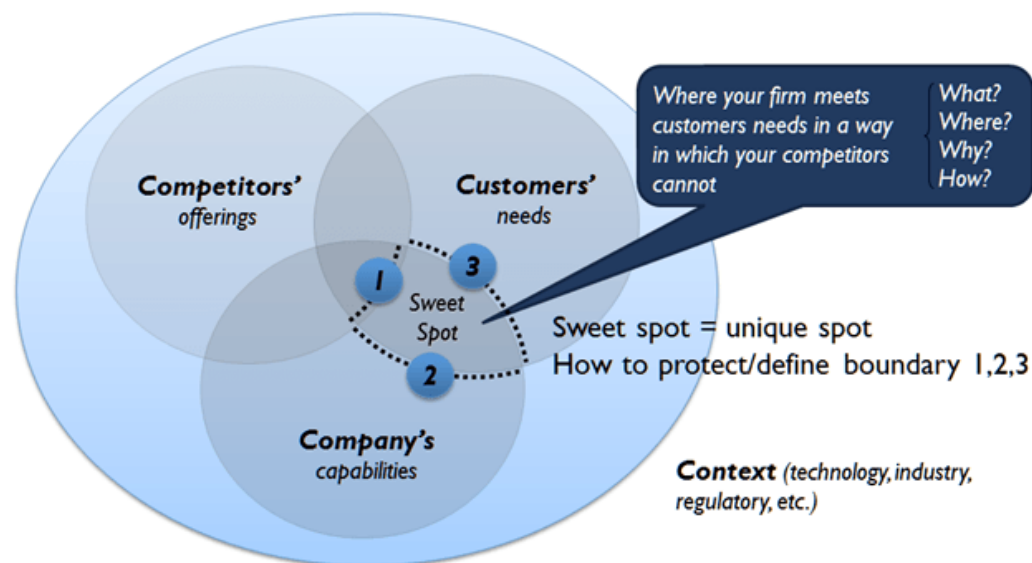 Competitors'
offerings
Customers'
needs
Where your firm meets
customers needs in a way
in which your competitors
cannot
What?
Where?
Why?
How?
1
3
Sweet
Spot
2
Sweet spot = unique spot
How to protect/define boundary 1,2,3
Company's
capabilities
Context (technology, industry,
regulatory, etc.)